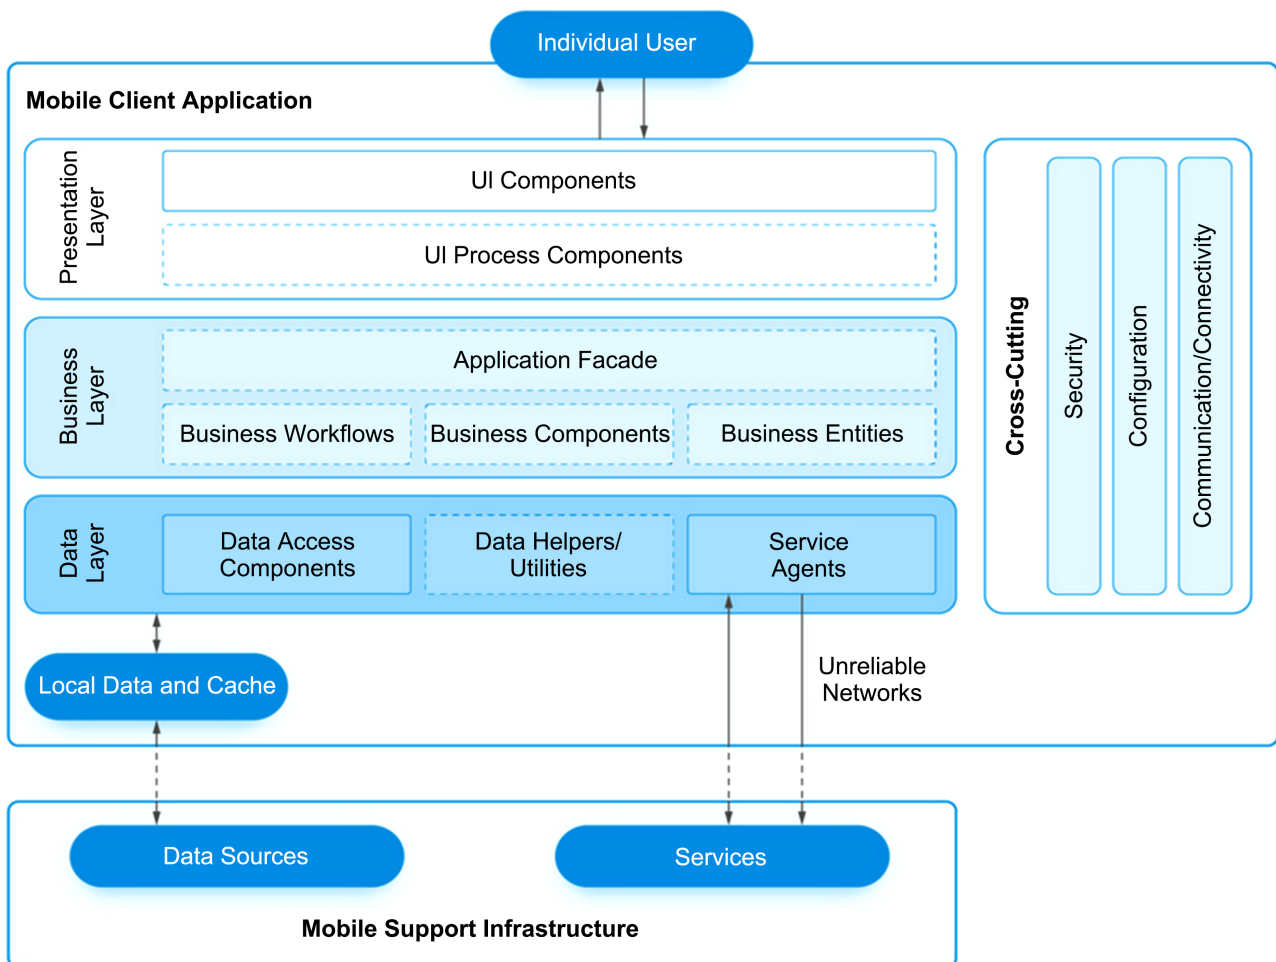 Individual User
Mobile Client Application
Presentation
Layer
UI Components
UI Process Components
Business
Layer
Application Facade
Business Workflows
Business Components
Business Entities
Data
Layer
Data Access
Components
Data Helpers/
Utilities
Service
Agents
Cross-Cutting
Security
Configuration
Communication/Connectivity
Local Data and Cache
Unreliable
Networks
Data Sources
Services
Mobile Support Infrastructure